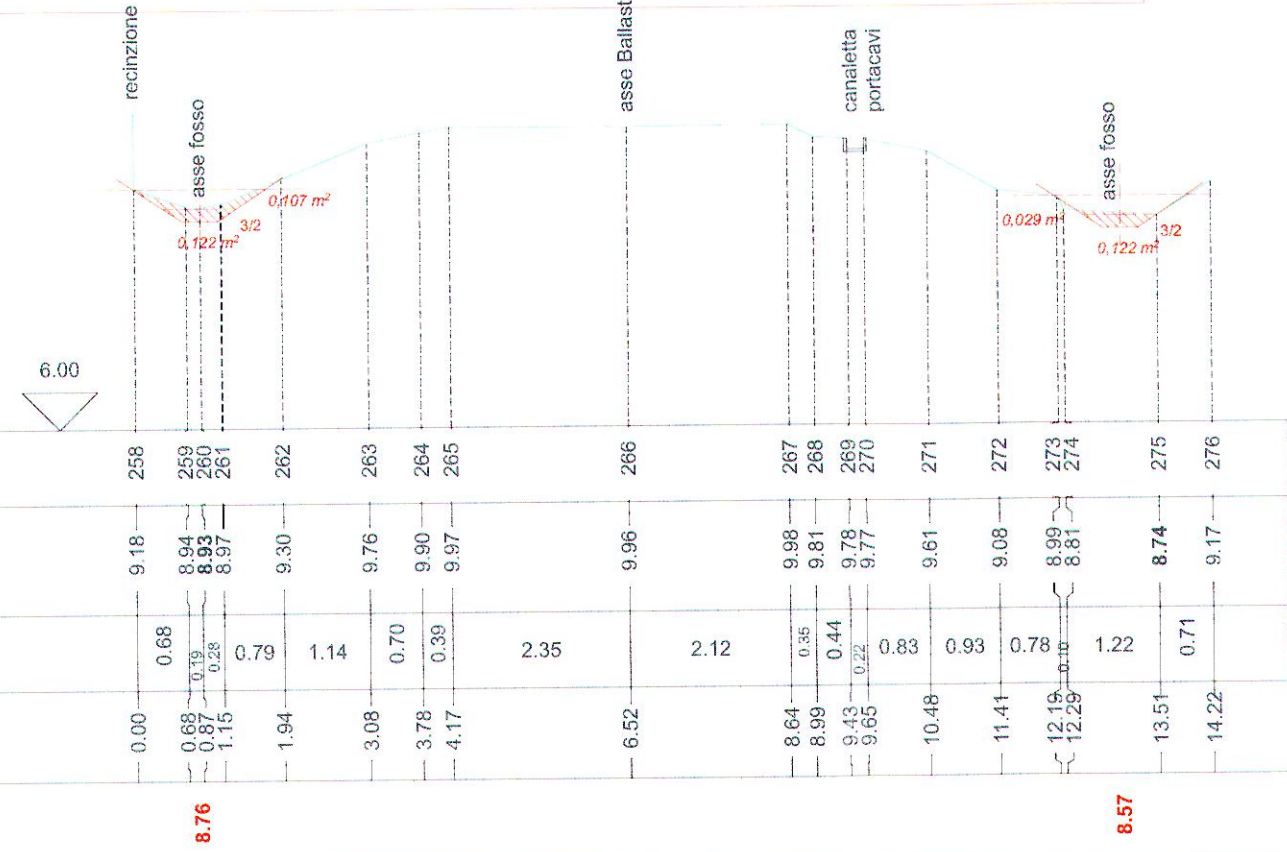 recinzione
asse fosso
asse Ballast
canaletta
portacavi
asse fosso
0,107 m²
3/2
0,122 m²
0,029 m²
3/2
0,122 m²
6.00
258 259 260 261 262 263 264 265 266 267 268 269 270 271 272 273 274 275 276
9.18 8.94 8.93 8.97 9.30 9.76 9.90 9.97 9.96 9.98 9.81 9.78 9.77 9.61 9.08 8.99 8.81 8.74 9.17
0.68 0.19 0.28 0.79 1.14 0.70 0.39 2.35 2.12 0.35 0.44 0.22 0.83 0.93 0.78 0.10 1.22 0.71
0.00 0.68 0.87 1.15 1.94 3.08 3.78 4.17 6.52 8.64 8.99 9.43 9.65 10.48 11.41 12.19 12.29 13.51 14.22
8.76 8.57